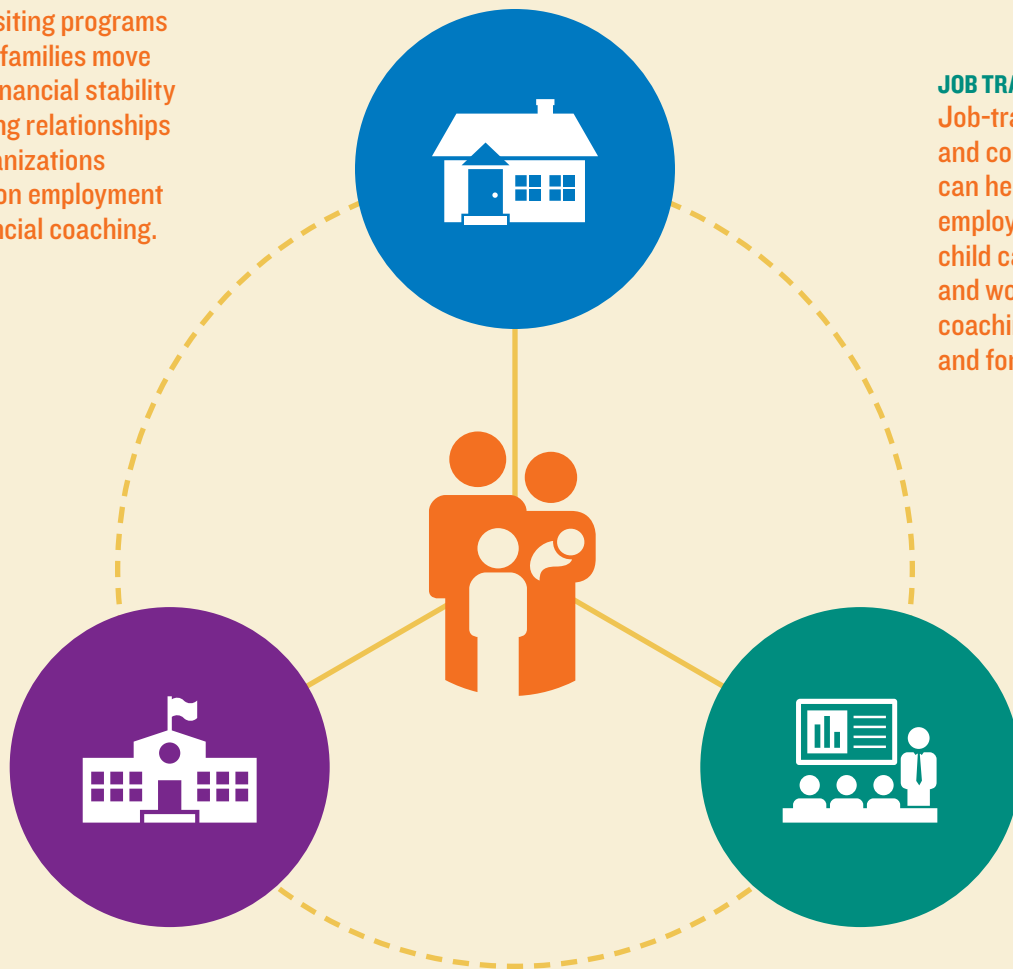 siting programs
families move
nancial stability
ng relationships
anizations
on employment
ncial coaching.
JOB TRA
Job-tra
and co
can he
employ
child ca
and wo
coachi
and for